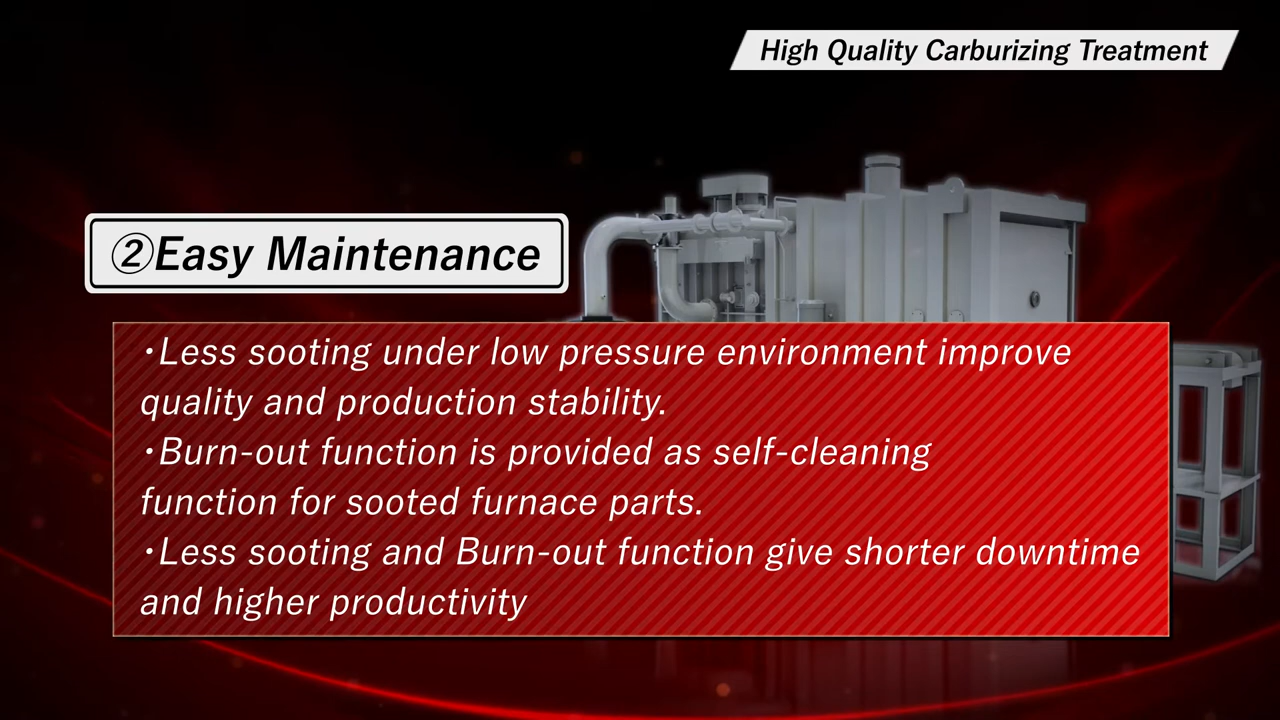 High Quality Carburizing Treatment
②Easy Maintenance
・Less sooting under low pressure environment improve
quality and production stability.
・Burn-out function is provided as self-cleaning
function for sooted furnace parts.
・Less sooting and Burn-out function give shorter downtime
and higher productivity